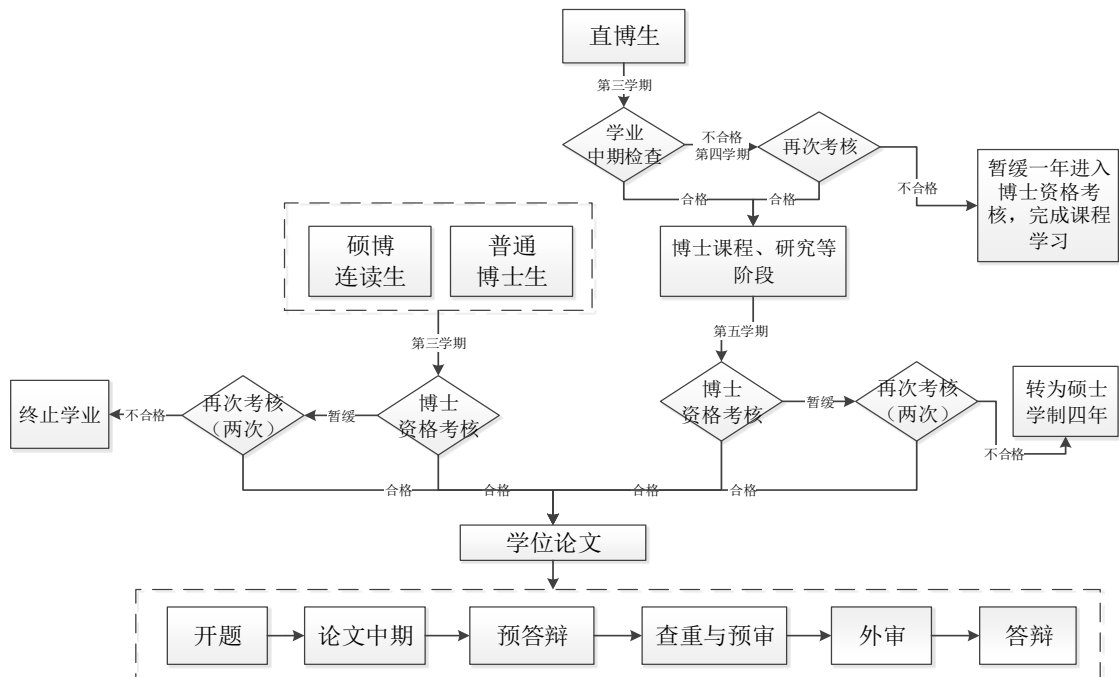 直博生
第三学期
学业
中期检查
不合格
第四学期
再次考核
不合格
暂缓一年进入
博士资格考
核，完成课程
学习
合格
合格
硕博
连读生
普通
博士生
博士课程、研究等
阶段
第三学期
第五学期
终止学业
不合格
再次考核
（两次）
暂缓
博士
资格考核
博士
资格考核
暂缓
再次考核
（两次）
不合格
转为硕士
学制四年
合格
合格
合格
合格
学位论文
开题
论文中期
预答辩
查重与预审
外审
答辩